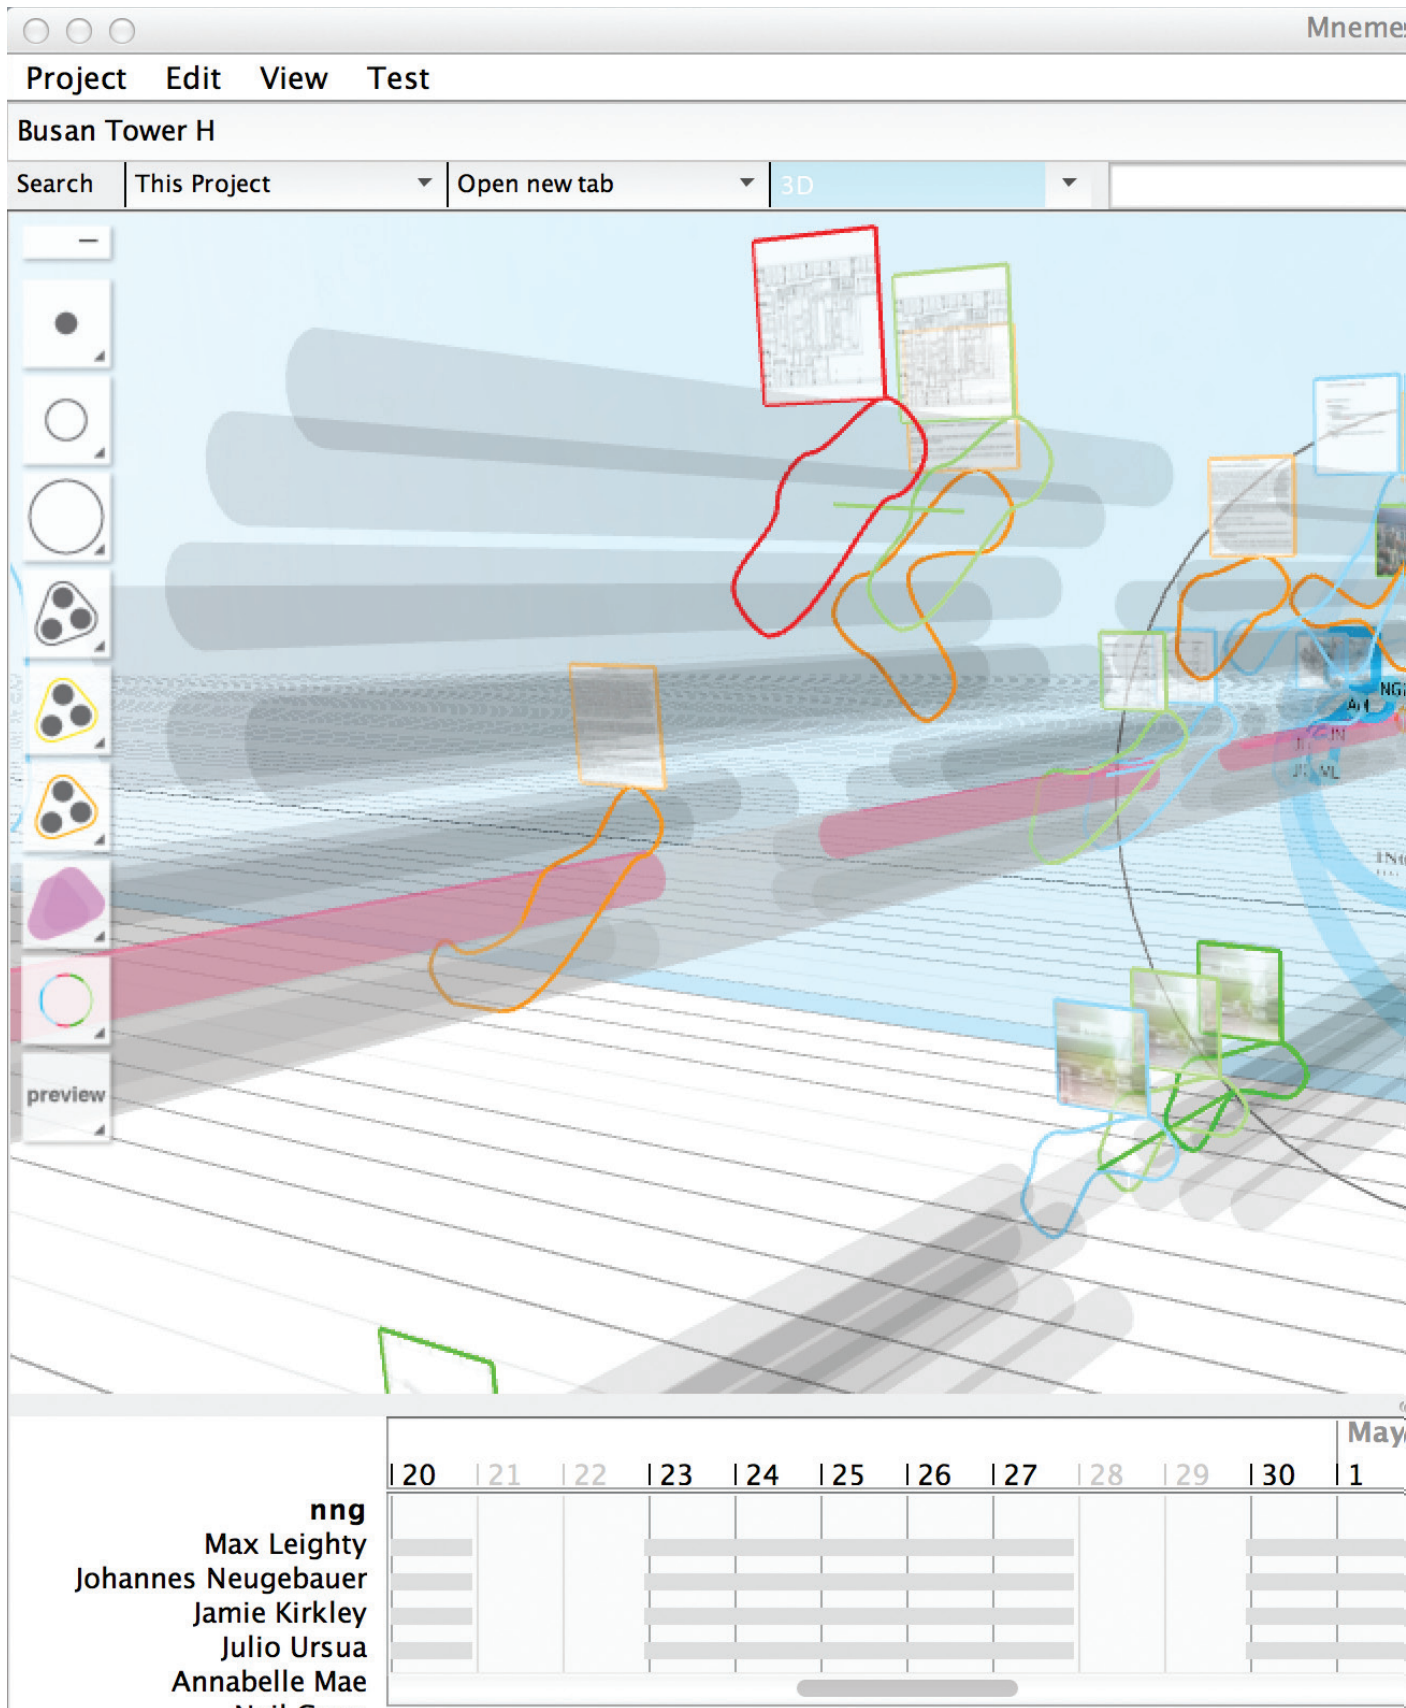 Project Edit View Test
Busan Tower H
Search This Project Open new tab 3D
preview
May
20 21 22 23 24 25 26 27 28 29 30 1
nng
Max Leighty
Johannes Neugebauer
Jamie Kirkley
Julio Ursua
Annabelle Mae